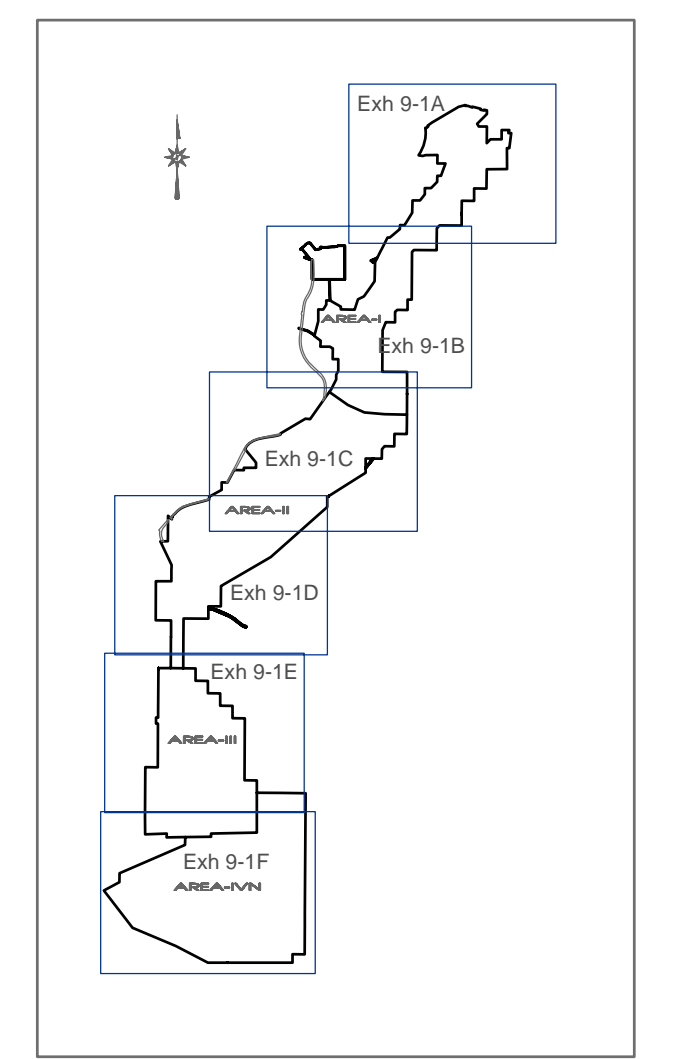 Exh 9-1A
AREA-I
Exh 9-1B
Exh 9-1C
AREA-II
Exh 9-1D
Exh 9-1E
AREA-III
Exh 9-1F
AREA-IVN